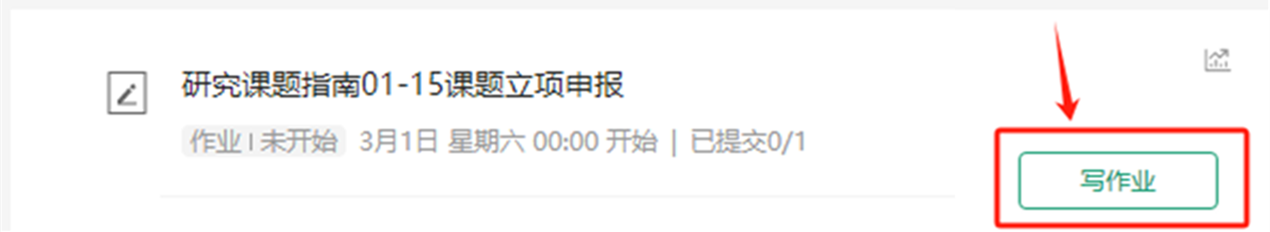 研究课题指南01-15课题立项申报
作业 | 未开始 3月1日 星期六 00:00 开始 | 已提交0/1
写作业